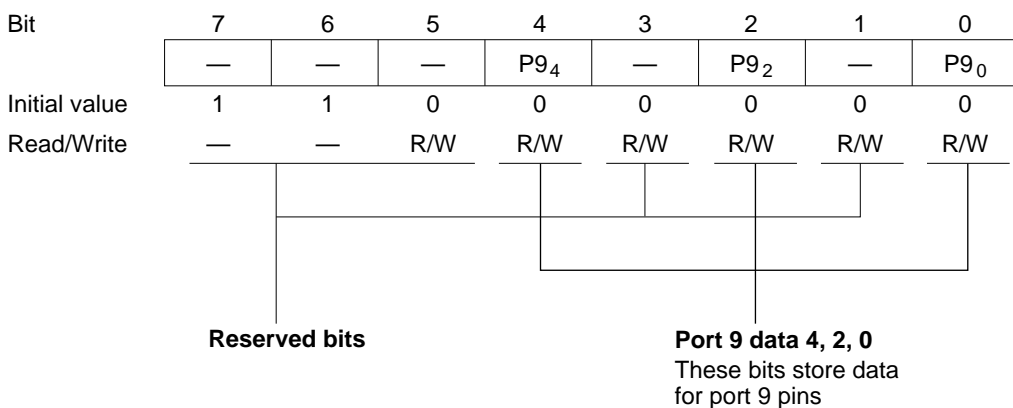 Bit 7 6 5 4 3 2 1 0
— — — P9₄ — P9₂ — P9₀
Initial value 1 1 0 0 0 0 0 0
Read/Write — — R/W R/W R/W R/W R/W R/W
Reserved bits
Port 9 data 4, 2, 0
These bits store data
for port 9 pins